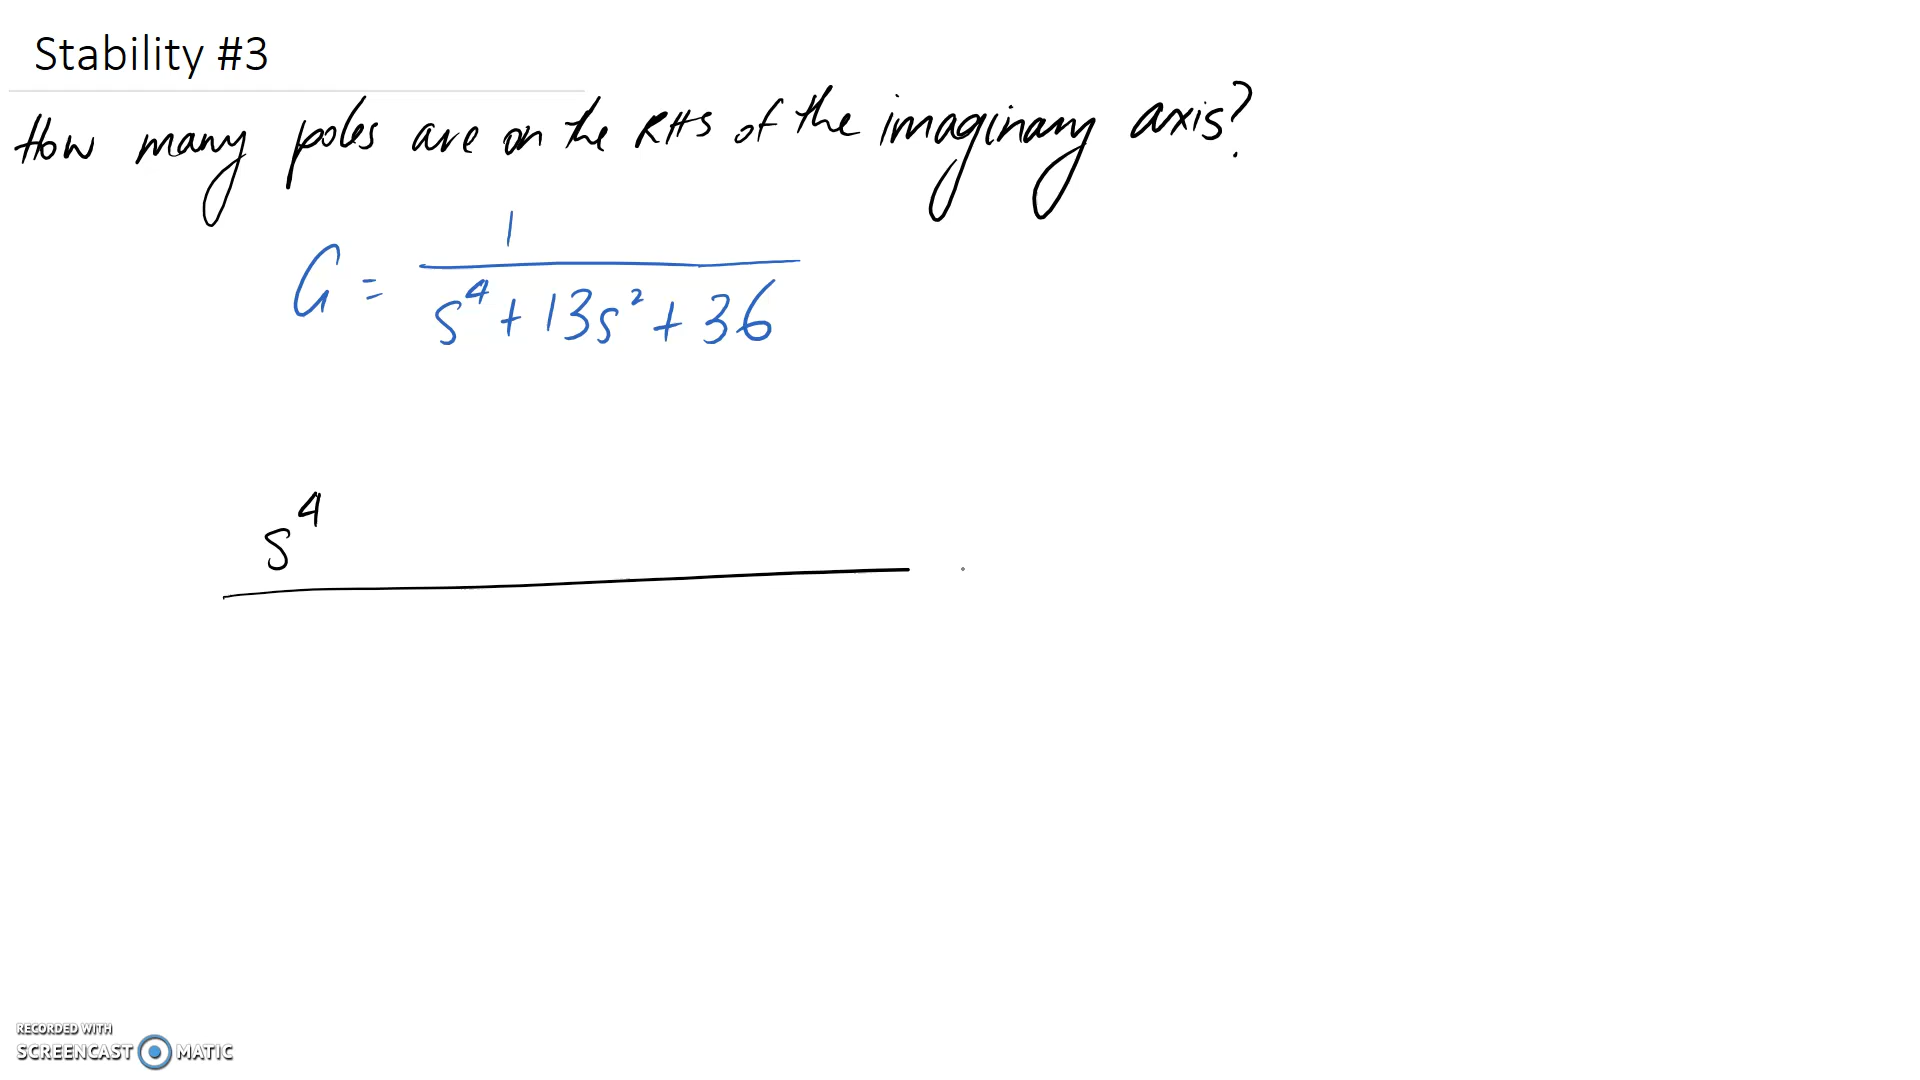 Stability #3
How many poles are on the RHS of the imaginary axis?
1
G =
s⁴ + 13s² + 36
s⁴
RECORDED WITH
SCREENCAST MATIC